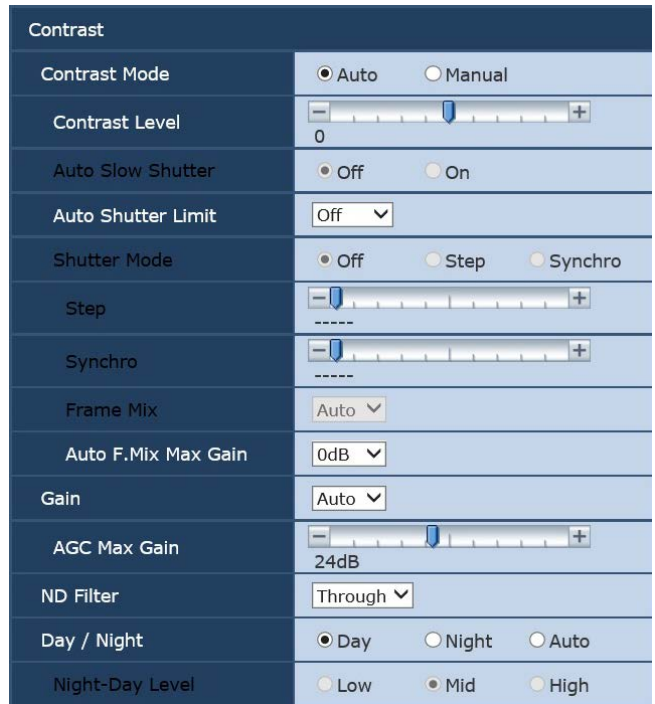 Contrast
Contrast Mode Auto Manual
Contrast Level 0
Auto Slow Shutter Off On
Auto Shutter Limit Off
Shutter Mode Off Step Synchro
Step -----
Synchro -----
Frame Mix Auto
Auto F.Mix Max Gain 0dB
Gain Auto
AGC Max Gain 24dB
ND Filter Through
Day / Night Day Night Auto
Night-Day Level Low Mid High